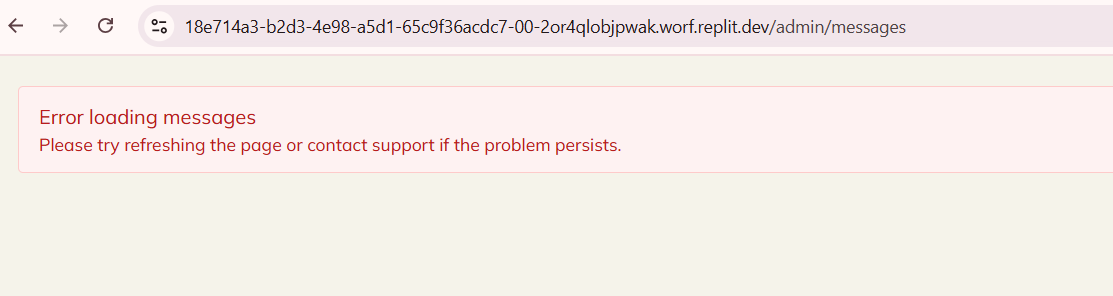 18e714a3-b2d3-4e98-a5d1-65c9f36acdc7-00-2or4qlobjpwak.worf.replit.dev/admin/messages
Error loading messages
Please try refreshing the page or contact support if the problem persists.